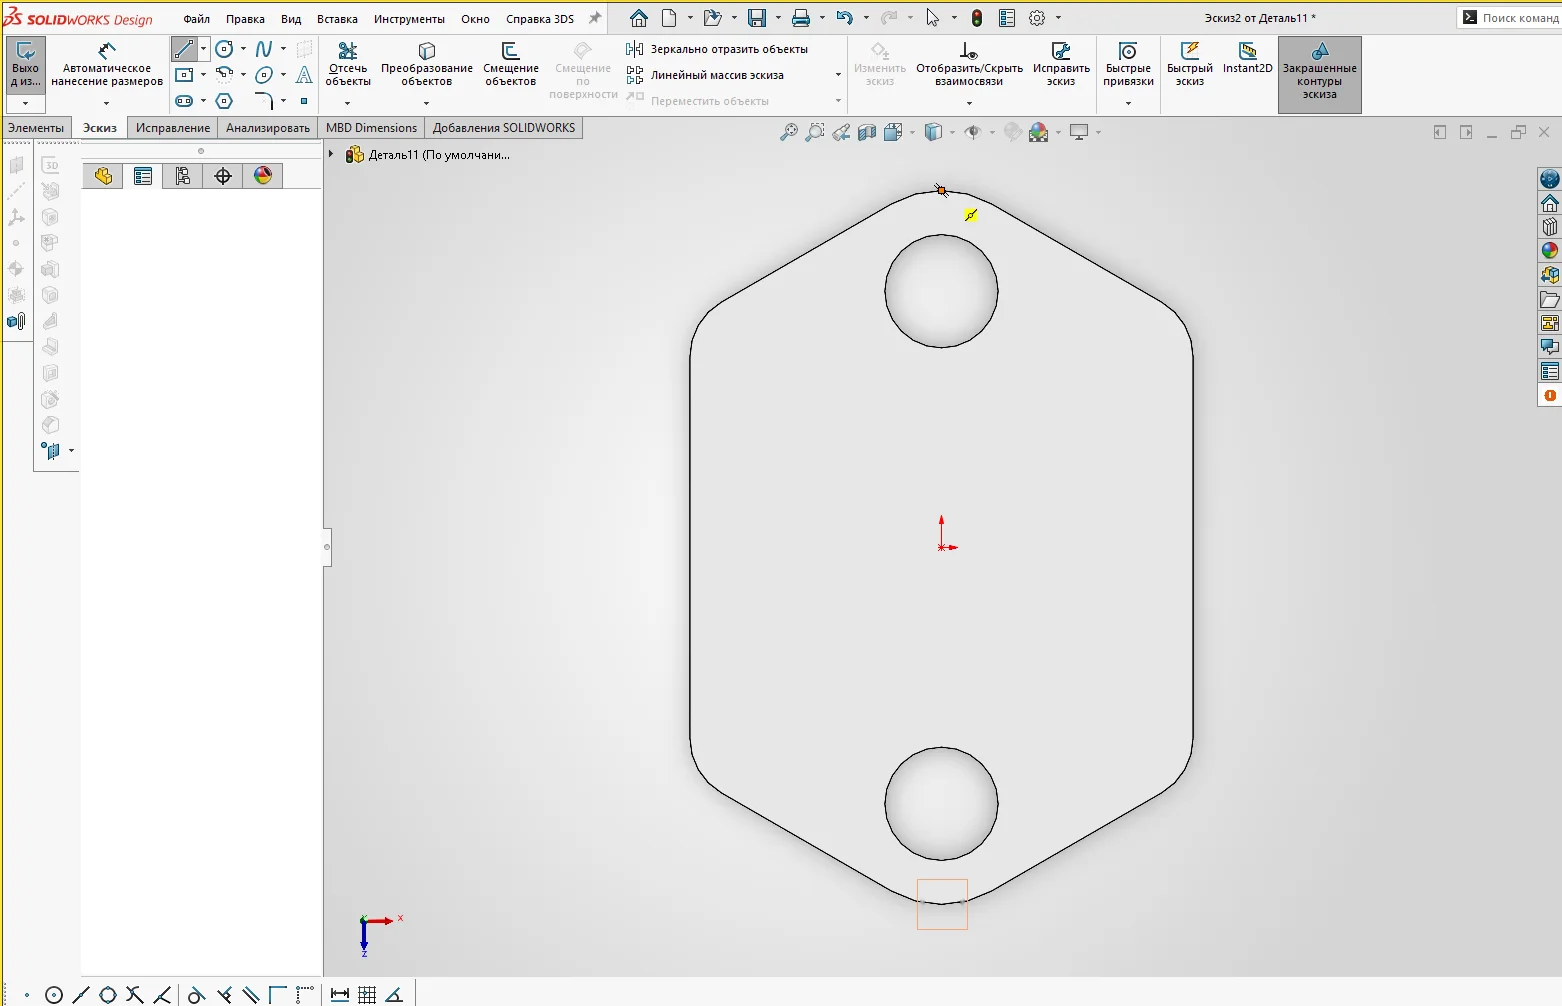 SOLIDWORKS Design Файл Правка Вид Вставка Инструменты Окно Справка 3DS Эскиз2 от Деталь11 * Поиск команд
Выхо
д из...
Автоматическое
нанесение размеров
Отсечь
объекты
Преобразование
объектов
Смещение
объектов
Смещение
по
поверхности
Зеркально отразить объекты
Линейный массив эскиза
Переместить объекты
Изменить
эскиз
Отобразить/Скрыть
взаимосвязи
Исправить
эскиз
Быстрые
привязки
Быстрый
эскиз
Instant2D
Закрашенные
контуры
эскиза
Элементы Эскиз Исправление Анализировать MBD Dimensions Добавления SOLIDWORKS
Деталь11 (По умолчани...
3D
X
Y
Z